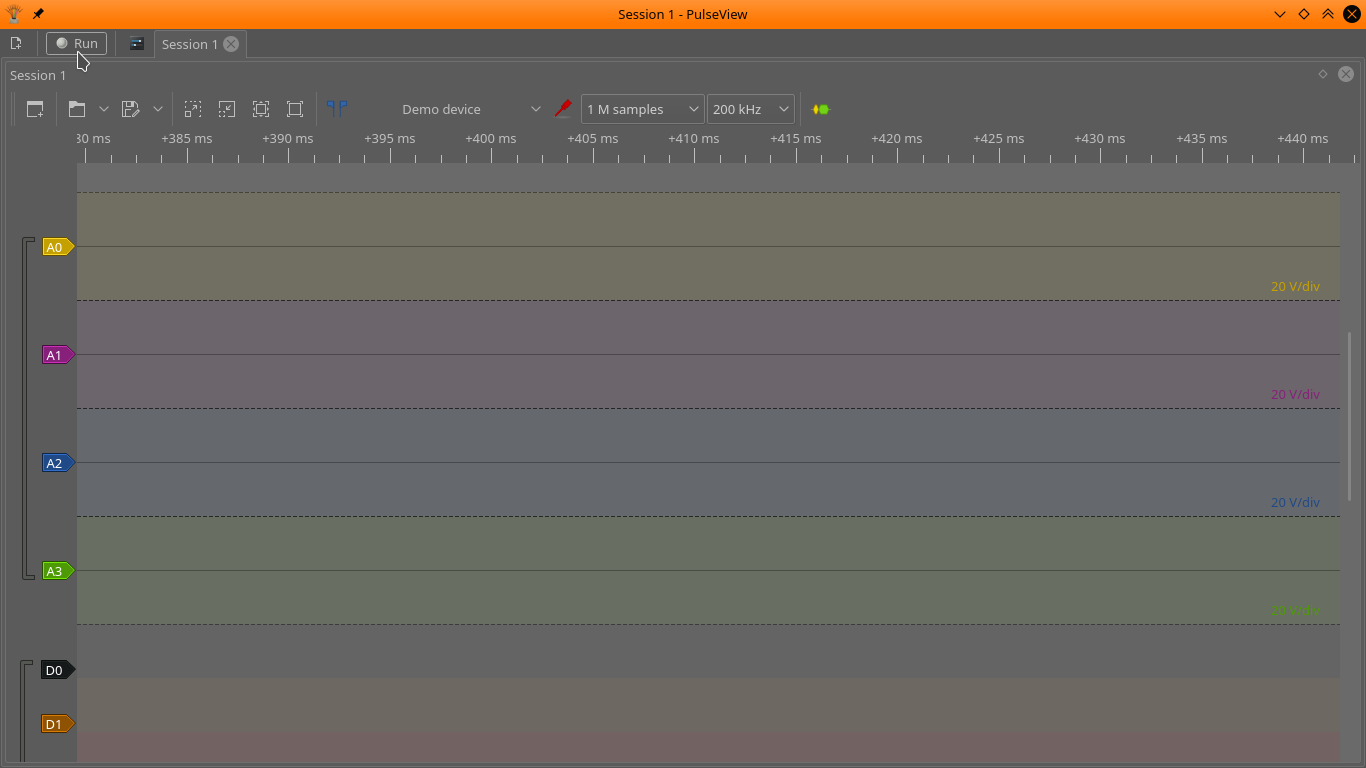 Session 1 - PulseView
Run
Session 1
Session 1
Demo device
1 M samples
200 kHz
30 ms +385 ms +390 ms +395 ms +400 ms +405 ms +410 ms +415 ms +420 ms +425 ms +430 ms +435 ms +440 ms
A0
20 V/div
A1
20 V/div
A2
20 V/div
A3
20 V/div
D0
D1